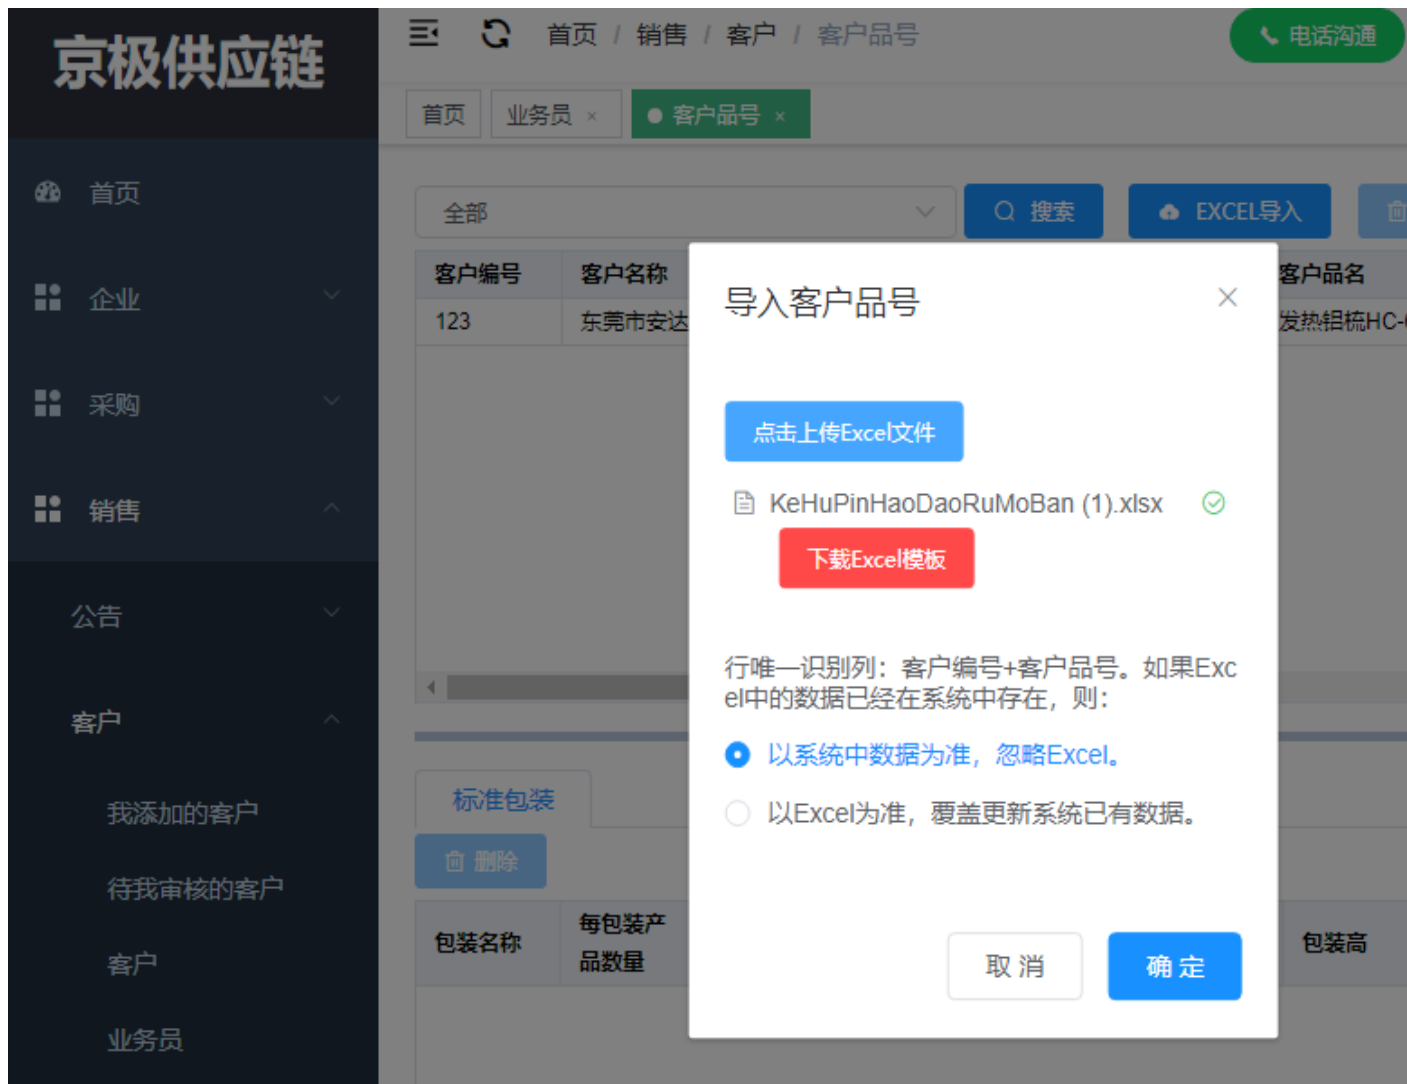 京极供应链
首页 / 销售 / 客户 / 客户品号
电话沟通
首页
业务员 ×
客户品号 ×
首页
企业
采购
销售
公告
客户
我添加的客户
待我审核的客户
客户
业务员
全部
搜索
EXCEL导入
客户编号 客户名称 客户品名
123 东莞市安达 发热铝梳HC-
导入客户品号
点击上传Excel文件
KeHuPinHaoDaoRuMoBan (1).xlsx
下载Excel模板
行唯一识别列：客户编号+客户品号。如果Exc
el中的数据已经在系统中存在，则：
以系统中数据为准，忽略Excel。
以Excel为准，覆盖更新系统已有数据。
取 消
确 定
标准包装
删除
包装名称
每包装产
品数量
包装高